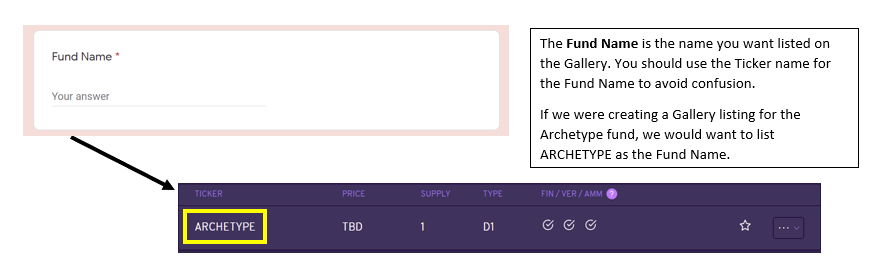 Fund Name *
Your answer
The Fund Name is the name you want listed on
the Gallery. You should use the Ticker name for
the Fund Name to avoid confusion.
If we were creating a Gallery listing for the
Archetype fund, we would want to list
ARCHETYPE as the Fund Name.
TICKER PRICE SUPPLY TYPE FIN / VER / AMM ?
ARCHETYPE TBD 1 D1 ...